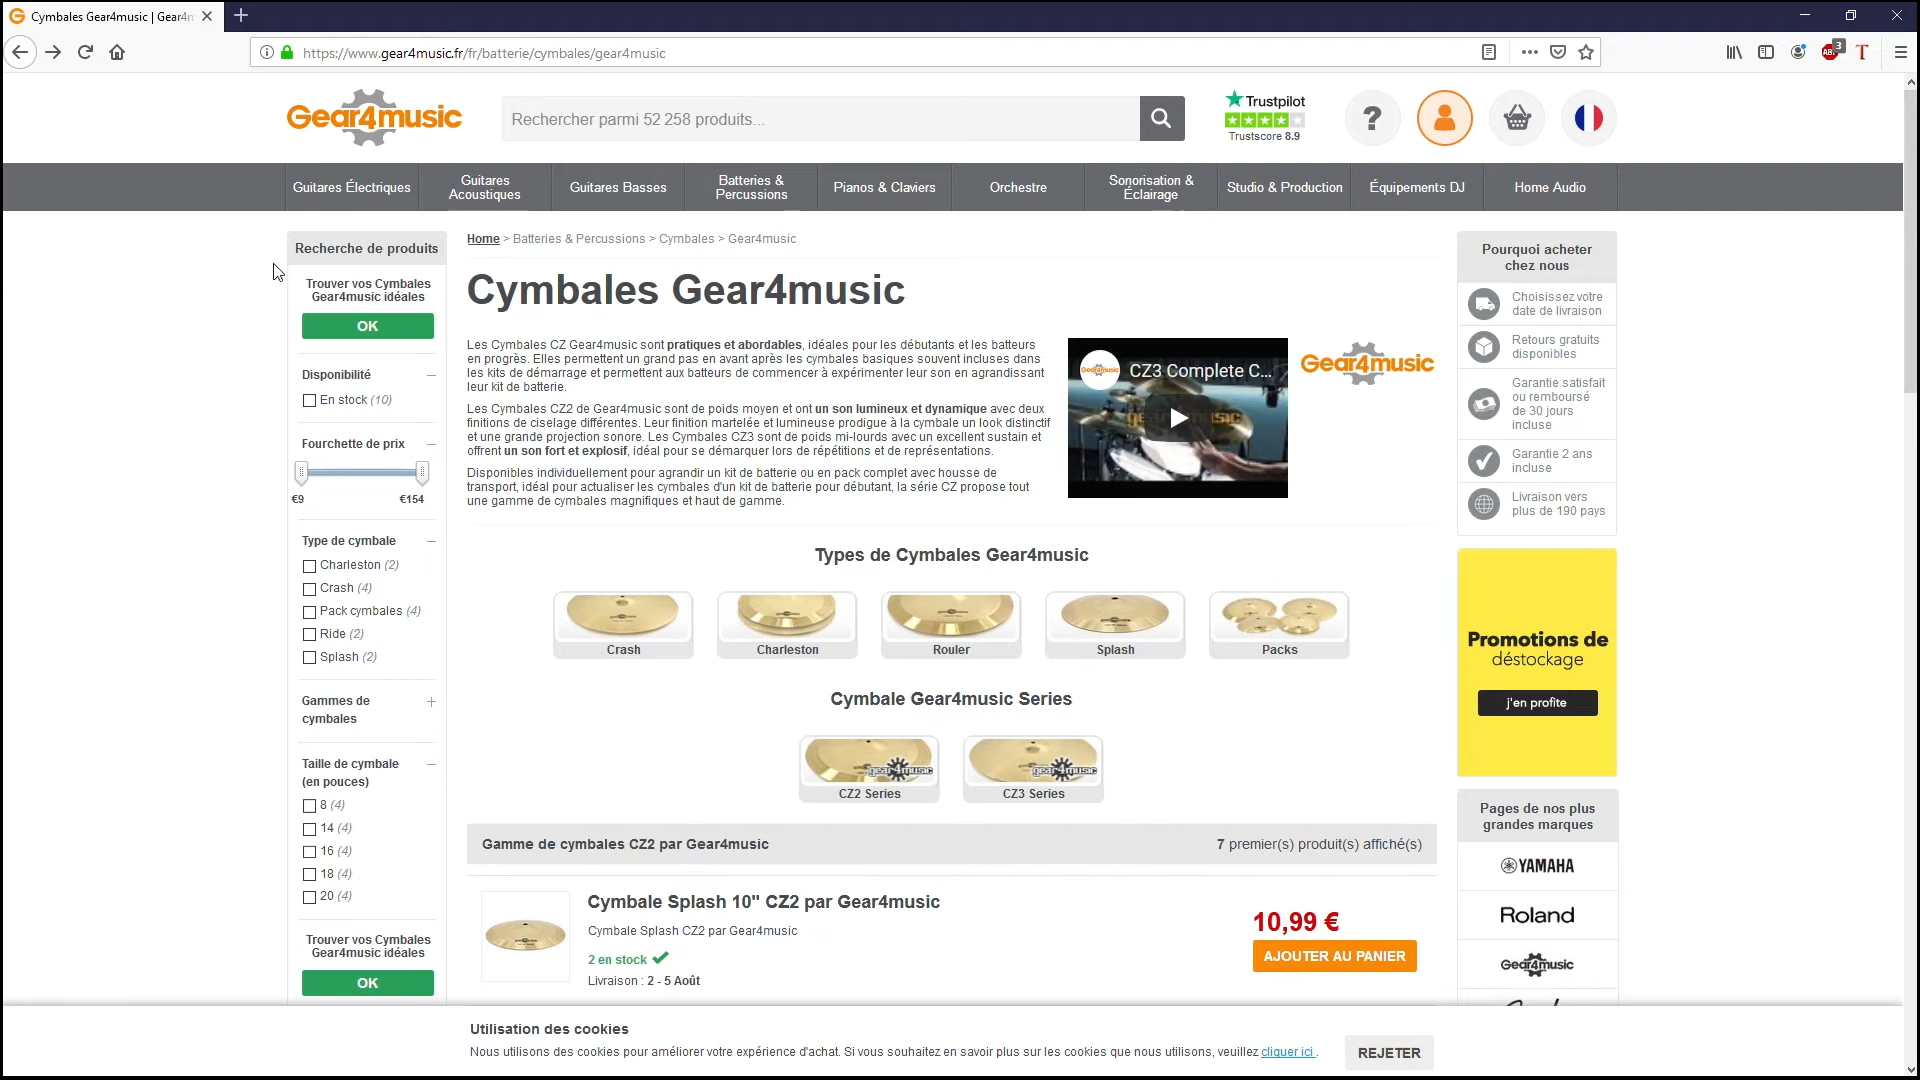 Cymbales Gear4music | Gear4m
https://www.gear4music.fr/fr/batterie/cymbales/gear4music
3
Gear4music
Rechercher parmi 52 258 produits...
Trustpilot
Trustscore 8.9
?
Guitares Électriques
Guitares
Acoustiques
Guitares Basses
Batteries &
Percussions
Pianos & Claviers
Orchestre
Sonorisation &
Éclairage
Studio & Production
Équipements DJ
Home Audio
Recherche de produits
Trouver vos Cymbales
Gear4music idéales
OK
Disponibilité
En stock (10)
Fourchette de prix
€9 €154
Type de cymbale
Charleston (2)
Crash (4)
Pack cymbales (4)
Ride (2)
Splash (2)
Gammes de
cymbales
Taille de cymbale
(en pouces)
8 (4)
14 (4)
16 (4)
18 (4)
20 (4)
Trouver vos Cymbales
Gear4music idéales
OK
Home > Batteries & Percussions > Cymbales > Gear4music
Cymbales Gear4music
Les Cymbales CZ Gear4music sont pratiques et abordables, idéales pour les débutants et les batteurs
en progrès. Elles permettent un grand pas en avant après les cymbales basiques souvent incluses dans
les kits de démarrage et permettent aux batteurs de commencer à expérimenter leur son en agrandissant
leur kit de batterie.
Les Cymbales CZ2 de Gear4music sont de poids moyen et ont un son lumineux et dynamique avec deux
finitions de ciselage différentes. Leur finition martelée et lumineuse prodigue à la cymbale un look distinctif
et une grande projection sonore. Les Cymbales CZ3 sont de poids mi-lourds avec un excellent sustain et
offrent un son fort et explosif, idéal pour se démarquer lors de répétitions et de représentations.
Disponibles individuellement pour agrandir un kit de batterie ou en pack complet avec housse de
transport, idéal pour actualiser les cymbales d'un kit de batterie pour débutant, la série CZ propose tout
une gamme de cymbales magnifiques et haut de gamme.
CZ3 Complete C...
Gear4music
Types de Cymbales Gear4music
Crash
Charleston
Rouler
Splash
Packs
Cymbale Gear4music Series
gear4music
CZ2 Series
gear4music
CZ3 Series
Gamme de cymbales CZ2 par Gear4music
7 premier(s) produit(s) affiché(s)
Cymbale Splash 10" CZ2 par Gear4music
Cymbale Splash CZ2 par Gear4music
2 en stock
Livraison : 2 - 5 Août
10,99 €
AJOUTER AU PANIER
Pourquoi acheter
chez nous
Choisissez votre
date de livraison
Retours gratuits
disponibles
Garantie satisfait
ou remboursé
de 30 jours
incluse
Garantie 2 ans
incluse
Livraison vers
plus de 190 pays
Promotions de
déstockage
j'en profite
Pages de nos plus
grandes marques
YAMAHA
Roland
Gear4music
Utilisation des cookies
Nous utilisons des cookies pour améliorer votre expérience d'achat. Si vous souhaitez en savoir plus sur les cookies que nous utilisons, veuillez cliquer ici .
REJETER